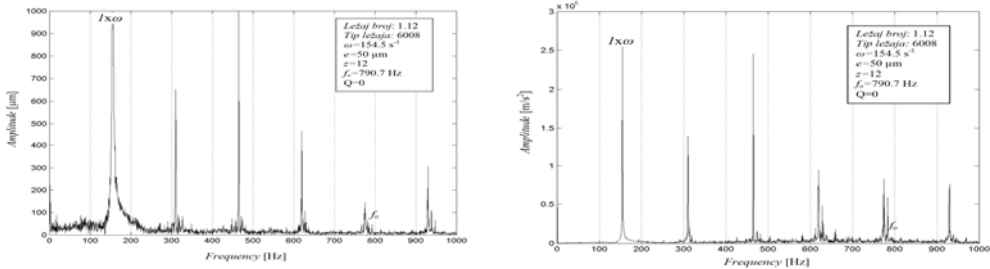 1000
900
800
700
600
500
400
300
200
100
0
Amplitude [µm]
1xω
Ležaj broj: 1.12
Tip ležaja: 6008
ω=154.5 s⁻¹
e=50 µm
z=12
fₒ=790.7 Hz
Q=0
fₒ
0 100 200 300 400 500 600 700 800 900 1000
Frequency [Hz]
3
2.5
2
1.5
1
0.5
0
Amplitude [m/s²]
1xω
Ležaj broj: 1.12
Tip ležaja: 6008
ω=154.5 s⁻¹
e=50 µm
z=12
fₒ=790.7 Hz
Q=0
fₒ
0 100 200 300 400 500 600 700 800 900 1000
Frequency [Hz]